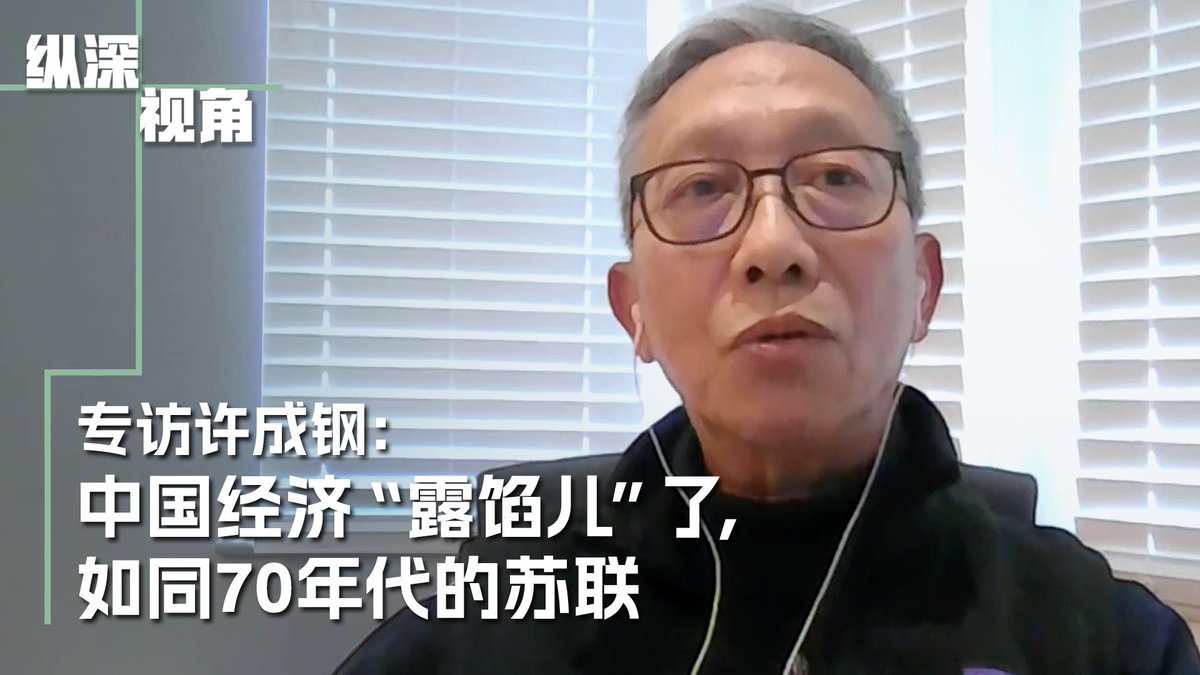 纵深
视角
专访许成钢：
中国经济“露馅儿”了，
如同70年代的苏联